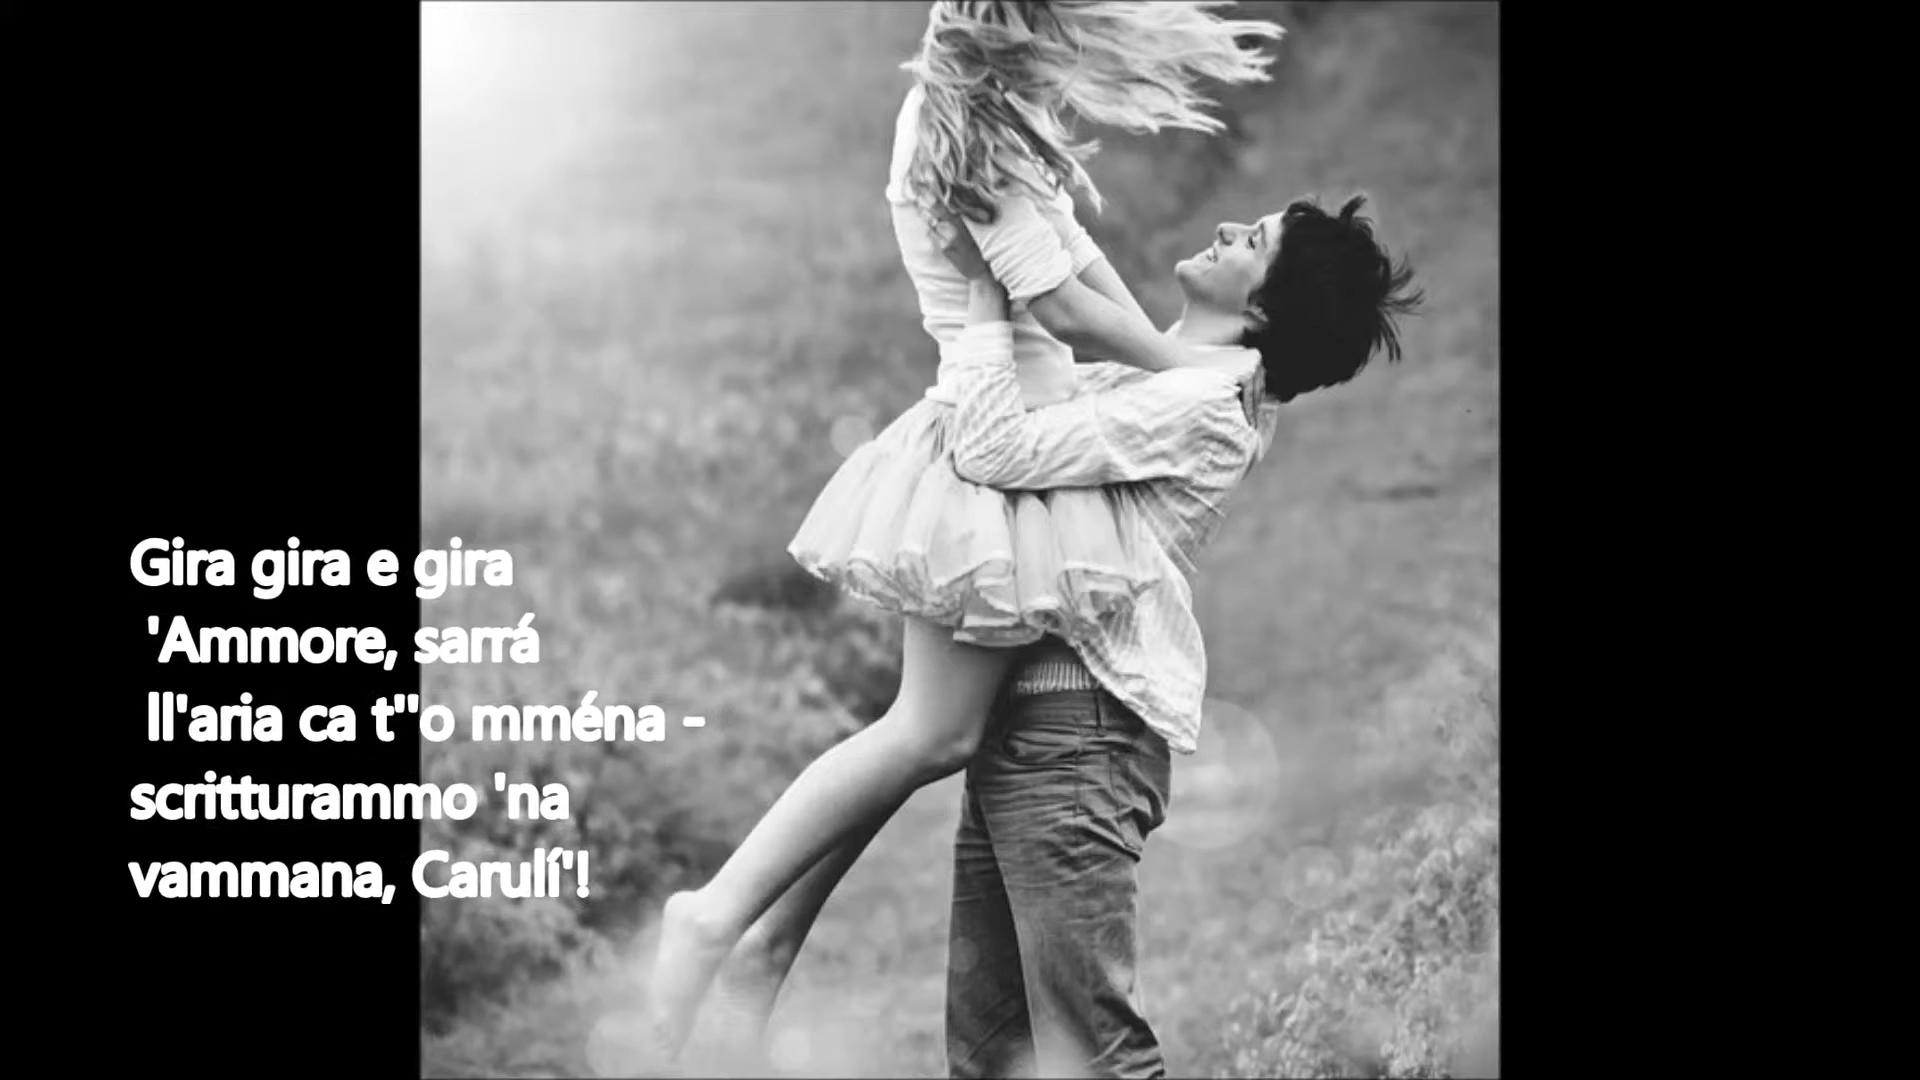 Gira gira e gira
'Ammore, sarrá
ll'aria ca t''o mména -
scritturammo 'na
vammana, Carulí'!